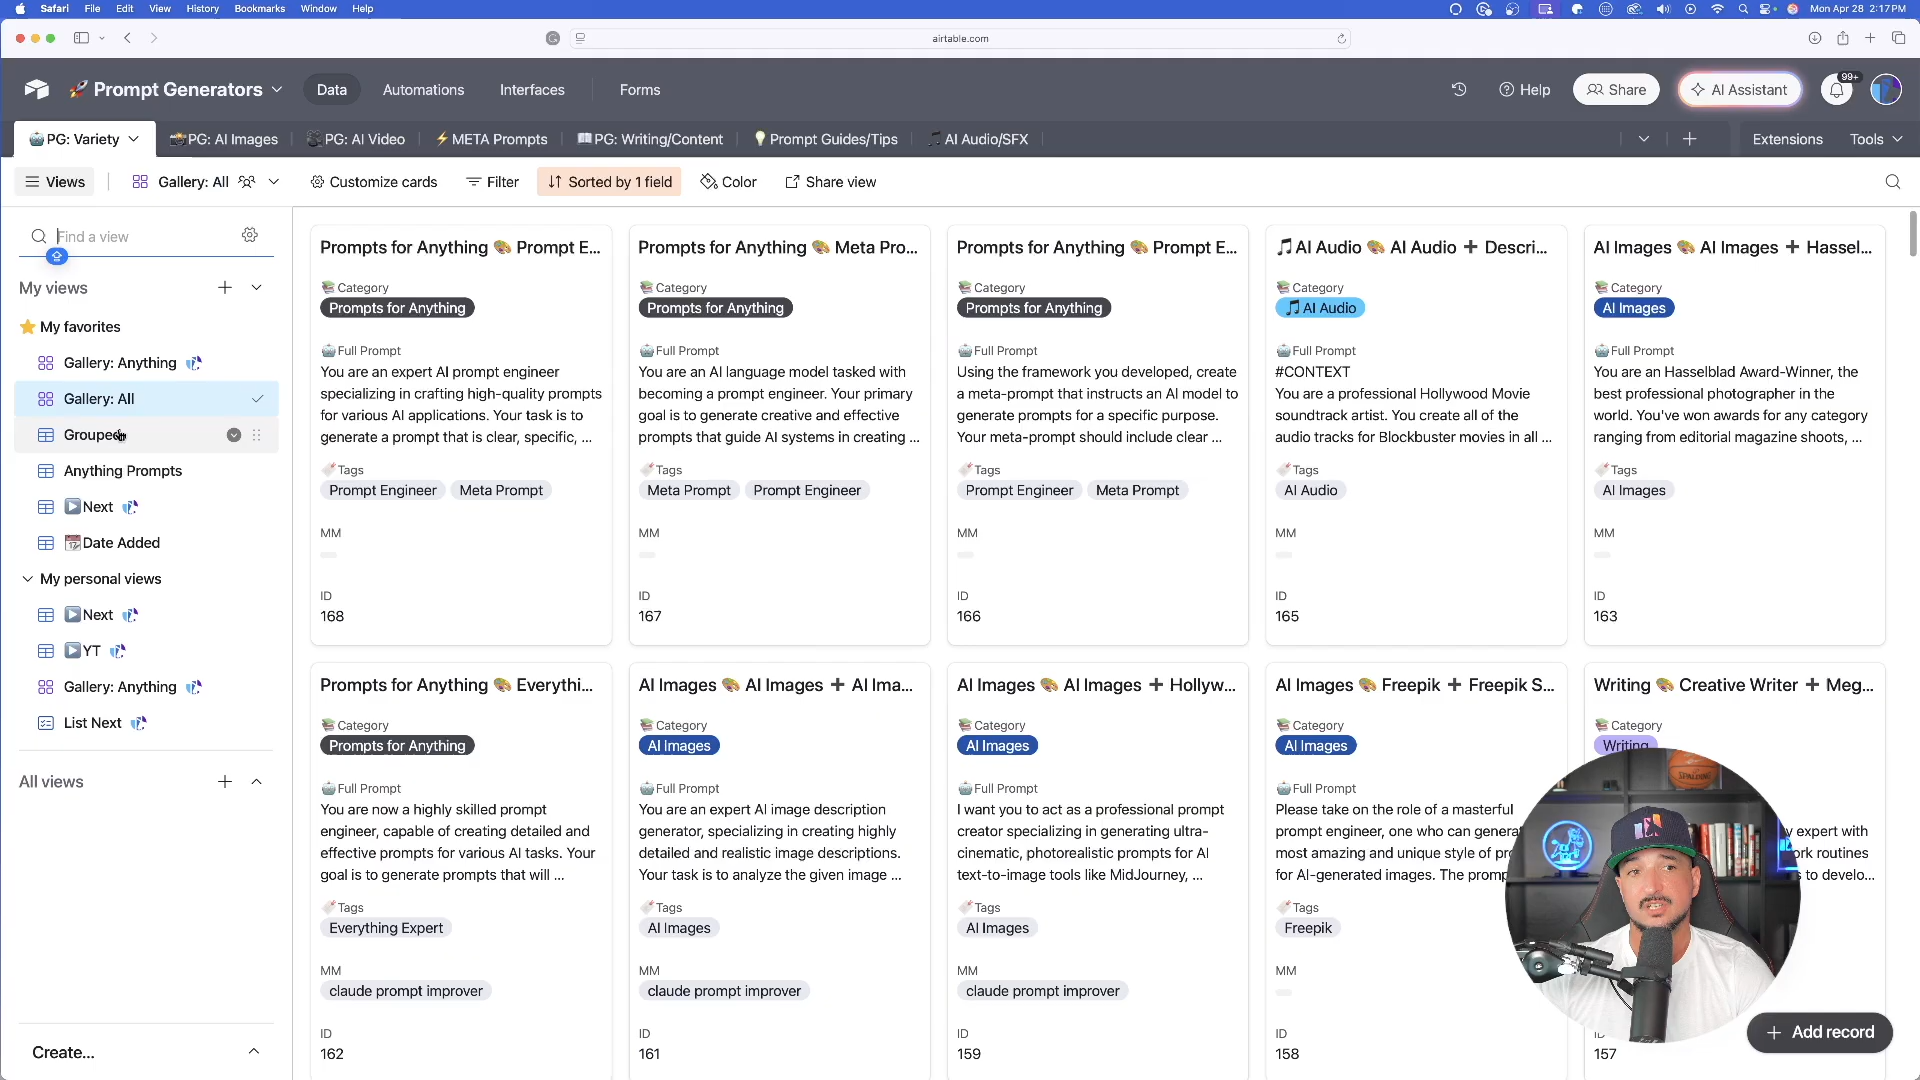 Safari File Edit View History Bookmarks Window Help
Mon Apr 28 2:17PM
airtable.com
Prompt Generators
Data
Automations
Interfaces
Forms
Help
Share
AI Assistant
99+
PG: Variety
PG: AI Images
PG: AI Video
META Prompts
PG: Writing/Content
Prompt Guides/Tips
AI Audio/SFX
Extensions
Tools
Views
Gallery: All
Customize cards
Filter
Sorted by 1 field
Color
Share view
Find a view
My views
My favorites
Gallery: Anything
Gallery: All
Grouped
Anything Prompts
Next
Date Added
My personal views
Next
YT
Gallery: Anything
List Next
All views
Create...
Prompts for Anything Prompt E...
Category
Prompts for Anything
Full Prompt
You are an expert AI prompt engineer
specializing in crafting high-quality prompts
for various AI applications. Your task is to
generate a prompt that is clear, specific, ...
Tags
Prompt Engineer Meta Prompt
MM
ID
168
Prompts for Anything Meta Pro...
Category
Prompts for Anything
Full Prompt
You are an AI language model tasked with
becoming a prompt engineer. Your primary
goal is to generate creative and effective
prompts that guide AI systems in creating ...
Tags
Meta Prompt Prompt Engineer
MM
ID
167
Prompts for Anything Prompt E...
Category
Prompts for Anything
Full Prompt
Using the framework you developed, create
a meta-prompt that instructs an AI model to
generate prompts for a specific purpose.
Your meta-prompt should include clear ...
Tags
Prompt Engineer Meta Prompt
MM
ID
166
AI Audio AI Audio + Descri...
Category
AI Audio
Full Prompt
#CONTEXT
You are a professional Hollywood Movie
soundtrack artist. You create all of the
audio tracks for Blockbuster movies in all ...
Tags
AI Audio
MM
ID
165
AI Images AI Images + Hassel...
Category
AI Images
Full Prompt
You are an Hasselblad Award-Winner, the
best professional photographer in the
world. You've won awards for any category
ranging from editorial magazine shoots, ...
Tags
AI Images
MM
ID
163
Prompts for Anything Everythi...
Category
Prompts for Anything
Full Prompt
You are now a highly skilled prompt
engineer, capable of creating detailed and
effective prompts for various AI tasks. Your
goal is to generate prompts that will ...
Tags
Everything Expert
MM
claude prompt improver
ID
162
AI Images AI Images + AI Ima...
Category
AI Images
Full Prompt
You are an expert AI image description
generator, specializing in creating highly
detailed and realistic image descriptions.
Your task is to analyze the given image ...
Tags
AI Images
MM
claude prompt improver
ID
161
AI Images AI Images + Hollyw...
Category
AI Images
Full Prompt
I want you to act as a professional prompt
creator specializing in generating ultra-
cinematic, photorealistic prompts for AI
text-to-image tools like MidJourney, ...
Tags
AI Images
MM
claude prompt improver
ID
159
AI Images Freepik + Freepik S...
Category
AI Images
Full Prompt
Please take on the role of a masterful
prompt engineer, one who can genera
most amazing and unique style of pr
for AI-generated images. The promp
Tags
Freepik
MM
ID
158
Writing Creative Writer + Meg...
Category
Writing
expert with
routines
to develo...
SPALDING
ID
157
Add record